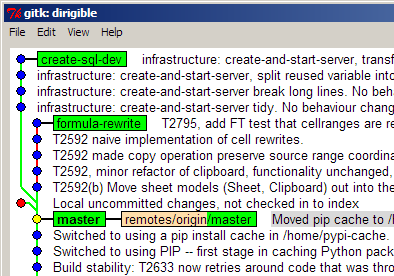 gitk: dirigible
File Edit View Help
create-sql-dev infrastructure: create-and-start-server, transf
infrastructure: create-and-start-server, split reused variable into
infrastructure: create-and-start-server break long lines. No beh
infrastructure: create-and-start-server tidy. No behaviour chang
formula-rewrite T2795, add FT test that cellranges are re
T2592 naive implementation of cell rewrites.
T2592 made copy operation preserve source range coordina
T2592, minor refactor of clipboard, functionality unchanged,
T2592(b) Move sheet models (Sheet, Clipboard) out into the
Local uncommitted changes, not checked in to index
master remotes/origin/master Moved pip cache to /
Switched to using a pip install cache in /home/pypi-cache.
Switched to using PIP -- first stage in caching Python pack
Build stability: T2633 now retries around code that was thro